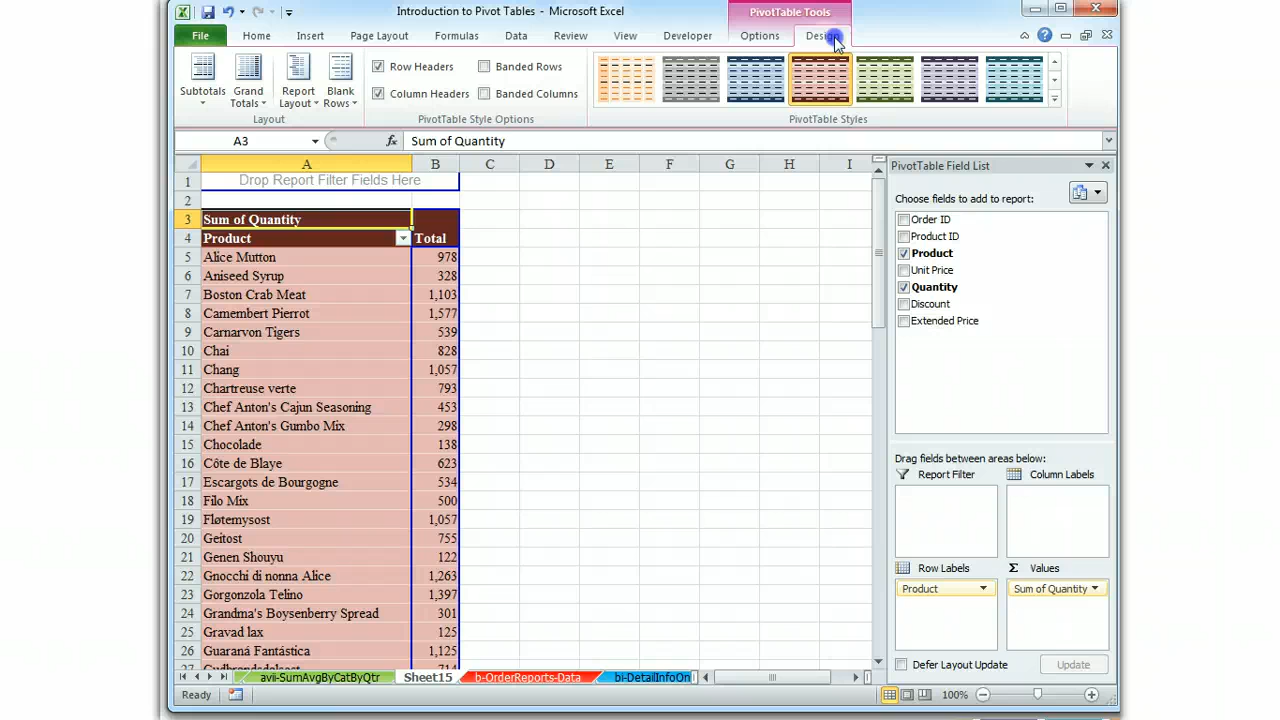 Introduction to Pivot Tables - Microsoft Excel
PivotTable Tools
File Home Insert Page Layout Formulas Data Review View Developer Options Design
Subtotals
Grand Totals
Report Layout
Blank Rows
Layout
Row Headers
Banded Rows
Column Headers
Banded Columns
PivotTable Style Options
PivotTable Styles
A3
fx
Sum of Quantity
A B C D E F G H I
1 Drop Report Filter Fields Here
2
3 Sum of Quantity
4 Product Total
5 Alice Mutton 978
6 Aniseed Syrup 328
7 Boston Crab Meat 1,103
8 Camembert Pierrot 1,577
9 Carnarvon Tigers 539
10 Chai 828
11 Chang 1,057
12 Chartreuse verte 793
13 Chef Anton's Cajun Seasoning 453
14 Chef Anton's Gumbo Mix 298
15 Chocolade 138
16 Côte de Blaye 623
17 Escargots de Bourgogne 534
18 Filo Mix 500
19 Fløtemysost 1,057
20 Geitost 755
21 Genen Shouyu 122
22 Gnocchi di nonna Alice 1,263
23 Gorgonzola Telino 1,397
24 Grandma's Boysenberry Spread 301
25 Gravad lax 125
26 Guaraná Fantástica 1,125
27 Gudbrandsdalsost 714
avii-SumAvgByCatByQtr Sheet15 b-OrderReports-Data bi-DetailInfoOn
Ready
100%
PivotTable Field List
Choose fields to add to report:
Order ID
Product ID
Product
Unit Price
Quantity
Discount
Extended Price
Drag fields between areas below:
Report Filter
Column Labels
Row Labels
Σ Values
Product
Sum of Quantity
Defer Layout Update
Update